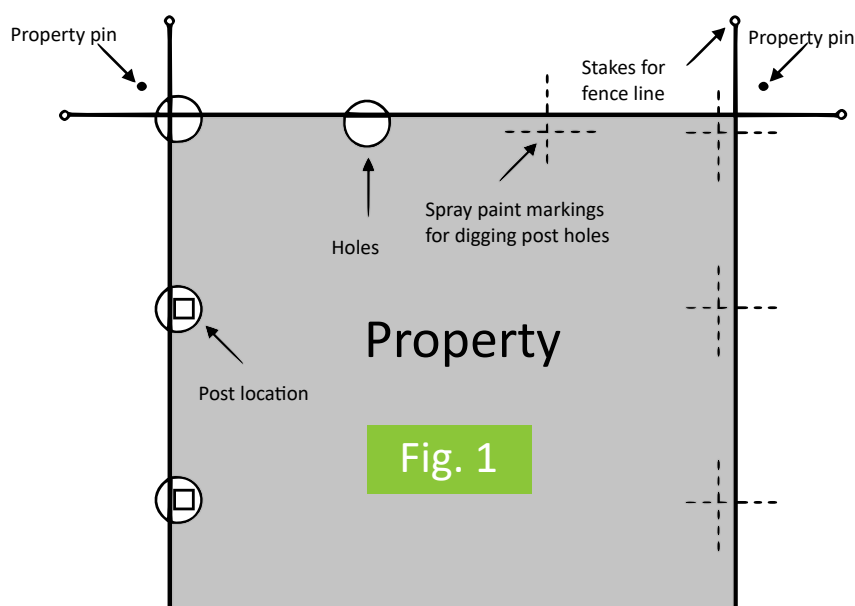 Property pin
Property pin
Stakes for
fence line
Spray paint markings
for digging post holes
Holes
Property
Post location
Fig. 1